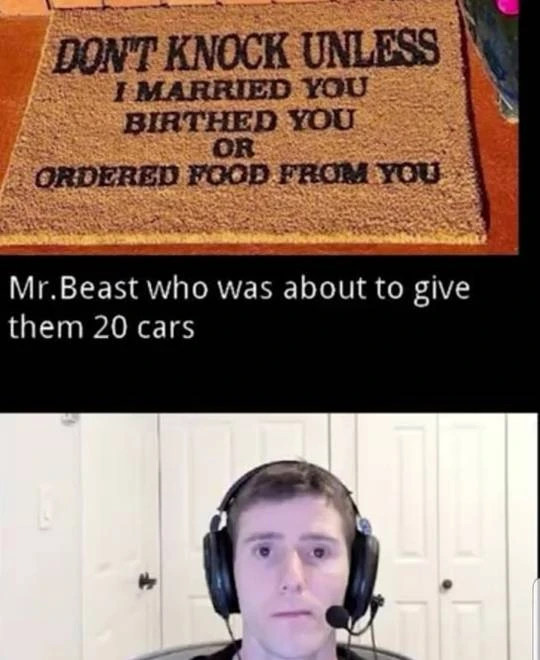 DON'T KNOCK UNLESS
I MARRIED YOU
BIRTHED YOU
OR
ORDERED FOOD FROM YOU
Mr.Beast who was about to give
them 20 cars